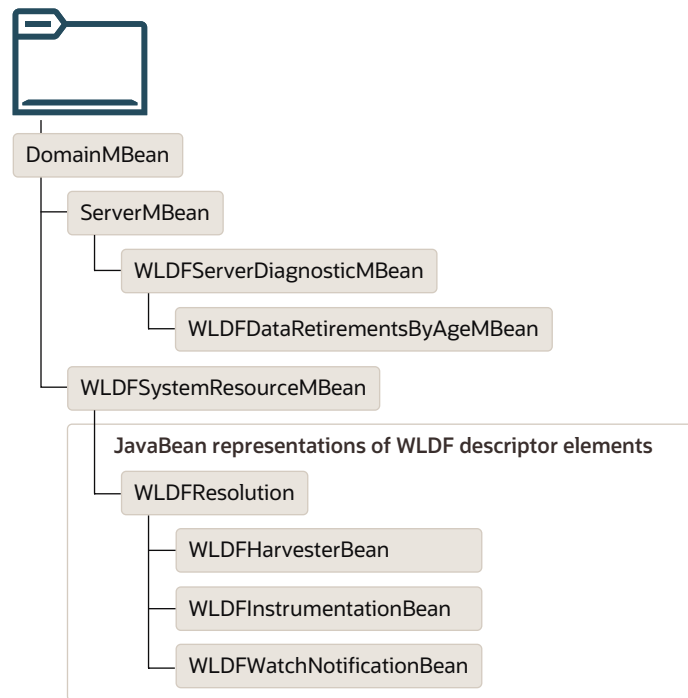 DomainMBean
ServerMBean
WLDFServerDiagnosticMBean
WLDFDataRetirementsByAgeMBean
WLDFSystemResourceMBean
JavaBean representations of WLDF descriptor elements
WLDFResolution
WLDFHarvesterBean
WLDFInstrumentationBean
WLDFWatchNotificationBean